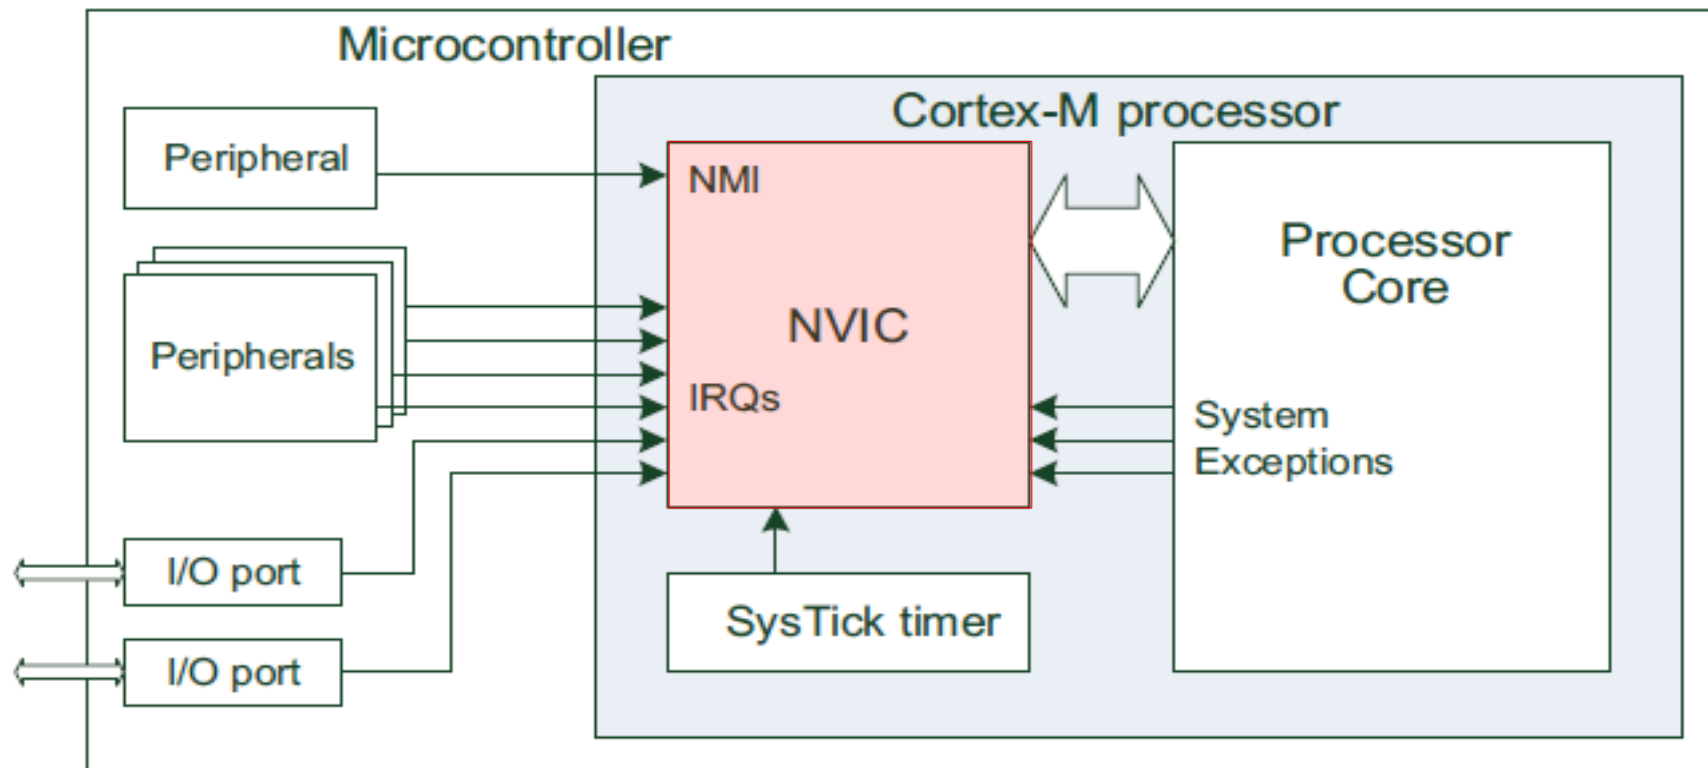 Microcontroller
Cortex-M processor
Peripheral
NMI
Processor
Core
NVIC
Peripherals
IRQs
System
Exceptions
I/O port
SysTick timer
I/O port